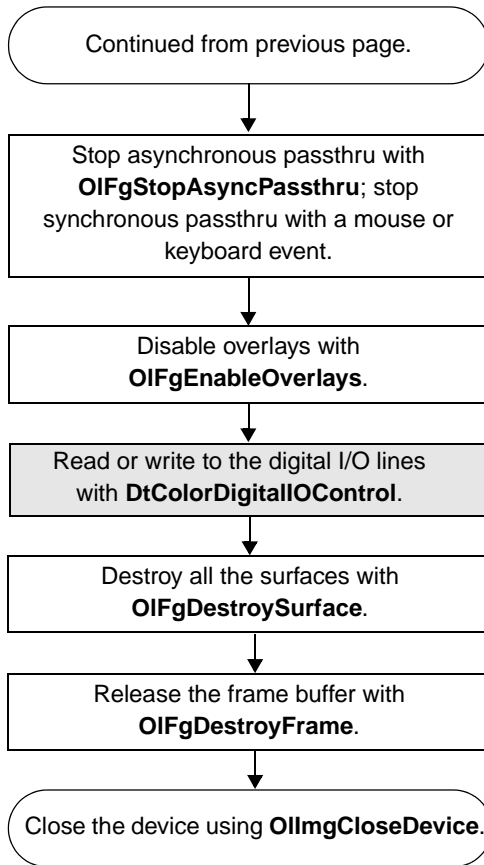 Continued from previous page.
Stop asynchronous passthru with
OlFgStopAsyncPassthru; stop
synchronous passthru with a mouse or
keyboard event.
Disable overlays with
OlFgEnableOverlays.
Read or write to the digital I/O lines
with DtColorDigitalIOControl.
Destroy all the surfaces with
OlFgDestroySurface.
Release the frame buffer with
OlFgDestroyFrame.
Close the device using OlImgCloseDevice.